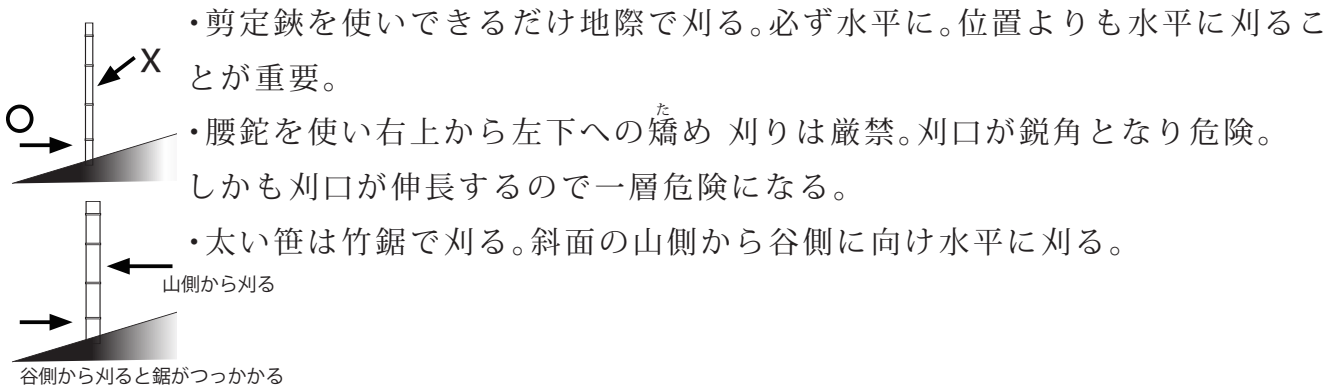 ・剪定鋏を使いできるだけ地際で刈る。必ず水平に。位置よりも水平に刈るこ
とが重要。
・腰鉈を使い右上から左下への矯め 刈りは厳禁。刈口が鋭角となり危険。
た
しかも刈口が伸長するので一層危険になる。
・太い笹は竹鋸で刈る。斜面の山側から谷側に向け水平に刈る。
X
○
山側から刈る
谷側から刈ると鋸がつっかかる